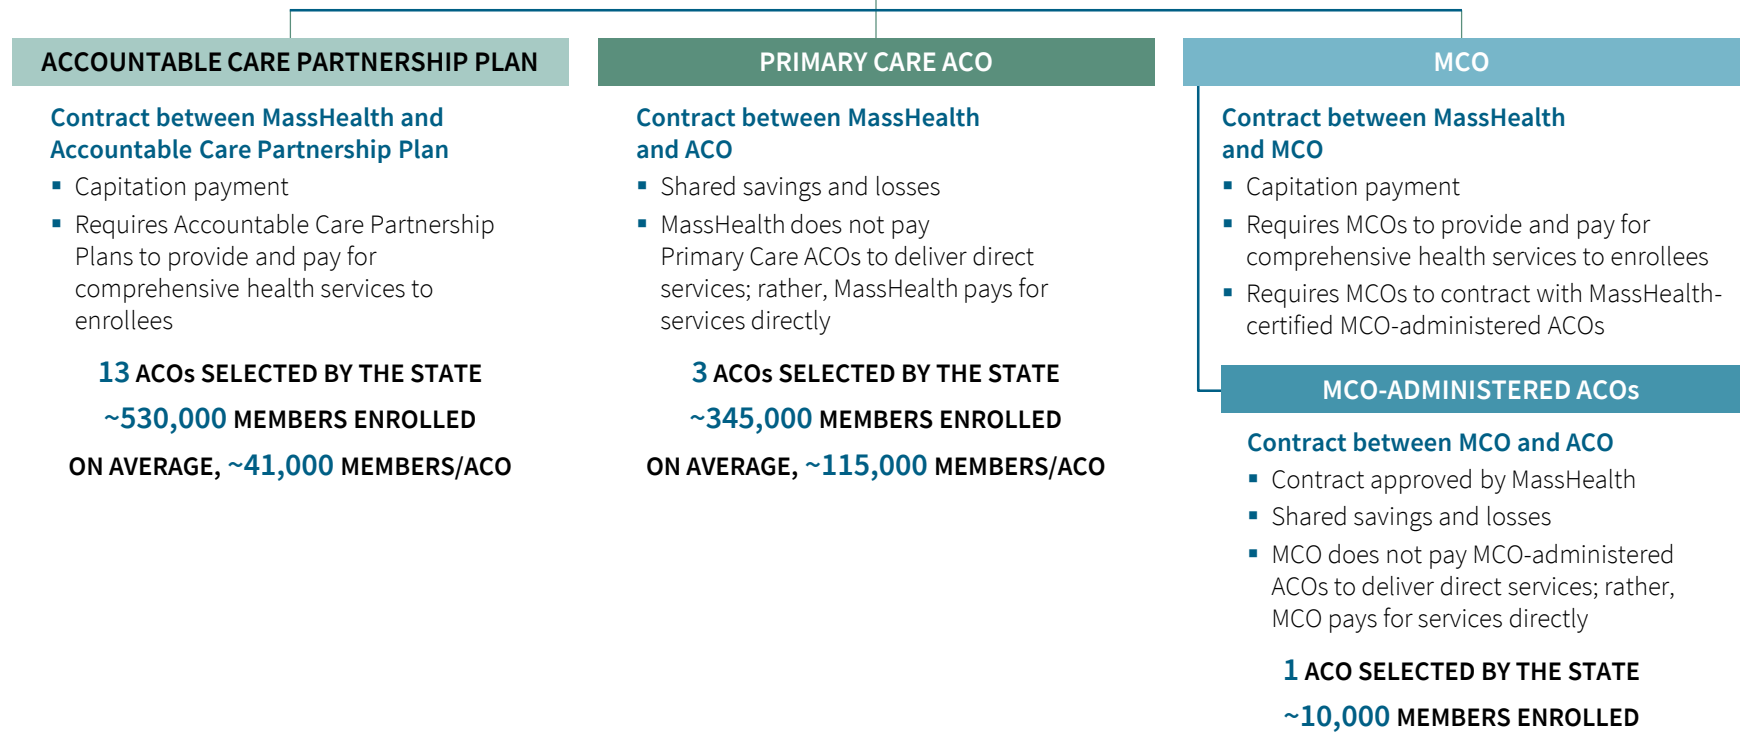 ACCOUNTABLE CARE PARTNERSHIP PLAN
Contract between MassHealth and
Accountable Care Partnership Plan
▪ Capitation payment
▪ Requires Accountable Care Partnership
Plans to provide and pay for
comprehensive health services to
enrollees
13 ACOs SELECTED BY THE STATE
~530,000 MEMBERS ENROLLED
ON AVERAGE, ~41,000 MEMBERS/ACO
PRIMARY CARE ACO
Contract between MassHealth
and ACO
▪ Shared savings and losses
▪ MassHealth does not pay
Primary Care ACOs to deliver direct
services; rather, MassHealth pays for
services directly
3 ACOs SELECTED BY THE STATE
~345,000 MEMBERS ENROLLED
ON AVERAGE, ~115,000 MEMBERS/ACO
MCO
Contract between MassHealth
and MCO
▪ Capitation payment
▪ Requires MCOs to provide and pay for
comprehensive health services to enrollees
▪ Requires MCOs to contract with MassHealth-
certified MCO-administered ACOs
MCO-ADMINISTERED ACOs
Contract between MCO and ACO
▪ Contract approved by MassHealth
▪ Shared savings and losses
▪ MCO does not pay MCO-administered
ACOs to deliver direct services; rather,
MCO pays for services directly
1 ACO SELECTED BY THE STATE
~10,000 MEMBERS ENROLLED